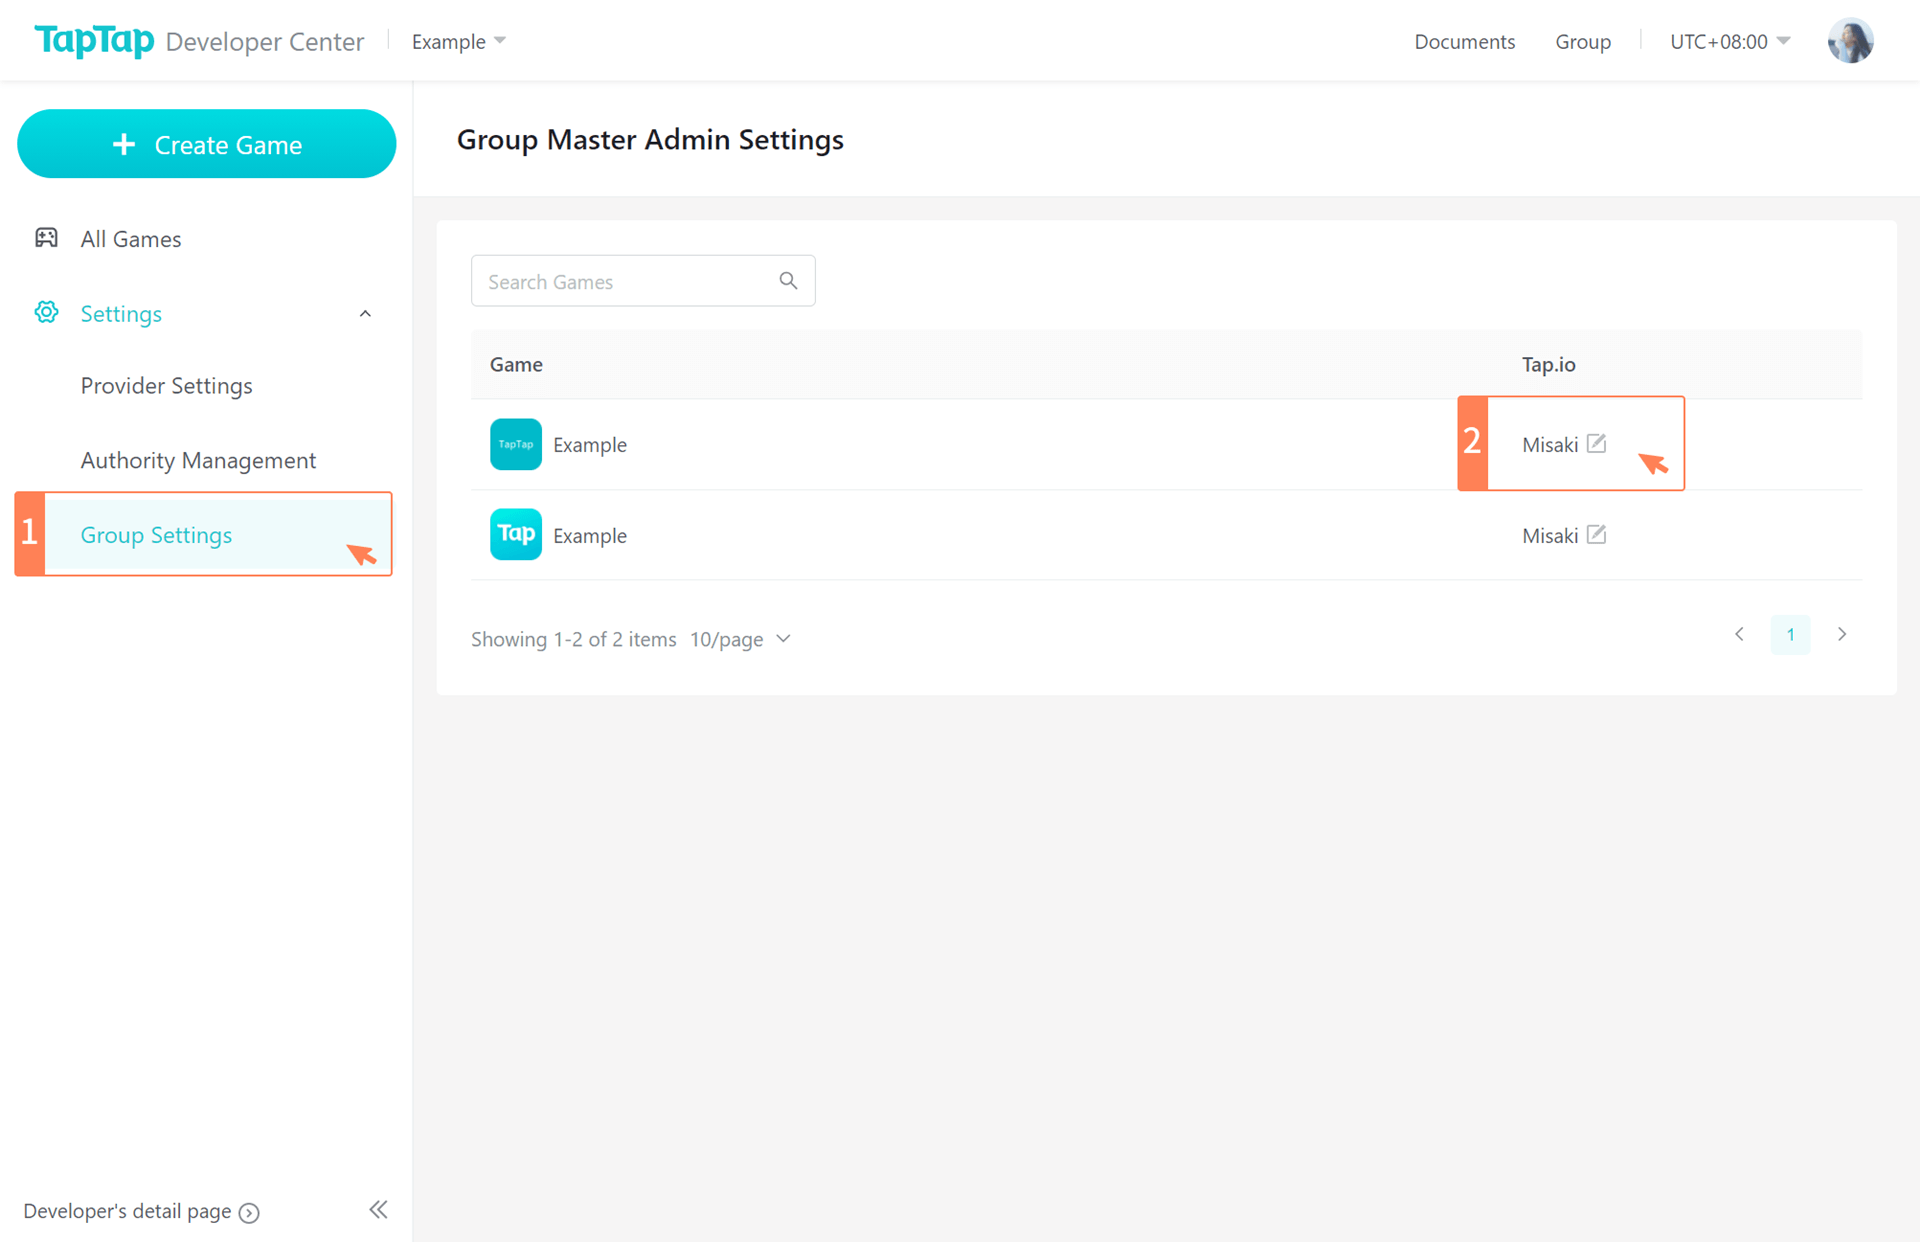 TapTap Developer Center Example Documents Group UTC+08:00
+ Create Game
All Games
Settings
Provider Settings
Authority Management
1 Group Settings
Developer's detail page
Group Master Admin Settings
Search Games
Game Tap.io
TapTap Example 2 Misaki
Tap Example Misaki
Showing 1-2 of 2 items 10/page 1